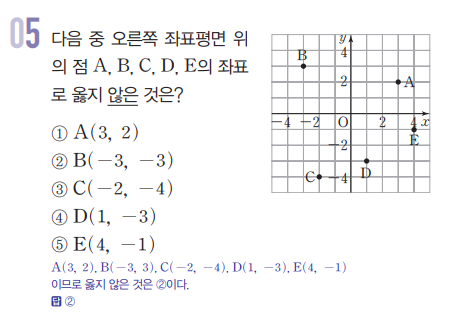 05 다음 중 오른쪽 좌표평면 위
의 점 A, B, C, D, E의 좌표
로 옳지 않은 것은?
① A(3, 2)
② B(−3, −3)
③ C(−2, −4)
④ D(1, −3)
⑤ E(4, −1)
A(3, 2), B(−3, 3), C(−2, −4), D(1, −3), E(4, −1)
이므로 옳지 않은 것은 ②이다.
답 ②
y
B 4
2 A
−4 −2 O 2 4 x
−2 E
C −4 D